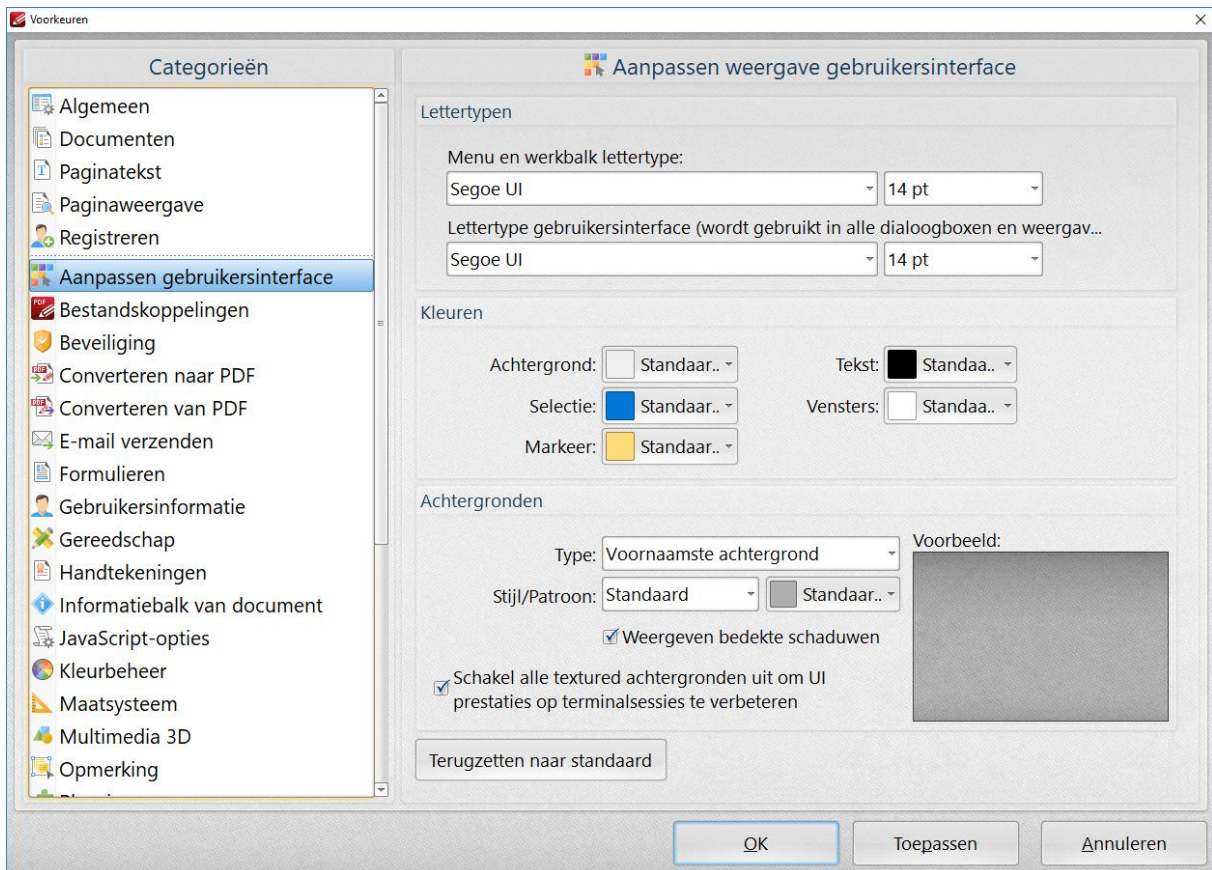 Voorkeuren
Categorieën
Algemeen
Documenten
Paginatekst
Paginaweergave
Registreren
Aanpassen gebruikersinterface
Bestandskoppelingen
Beveiliging
Converteren naar PDF
Converteren van PDF
E-mail verzenden
Formulieren
Gebruikersinformatie
Gereedschap
Handtekeningen
Informatiebalk van document
JavaScript-opties
Kleurbeheer
Maatsysteem
Multimedia 3D
Opmerking
Aanpassen weergave gebruikersinterface
Lettertypen
Menu en werkbalk lettertype:
Segoe UI 14 pt
Lettertype gebruikersinterface (wordt gebruikt in alle dialoogboxen en weergav...
Segoe UI 14 pt
Kleuren
Achtergrond: Standaar.. Tekst: Standaa..
Selectie: Standaar.. Vensters: Standaa..
Markeer: Standaar..
Achtergronden
Type: Voornaamste achtergrond Voorbeeld:
Stijl/Patroon: Standaard Standaar..
Weergeven bedekte schaduwen
Schakel alle textured achtergronden uit om UI
prestaties op terminalsessies te verbeteren
Terugzetten naar standaard
OK Toepassen Annuleren